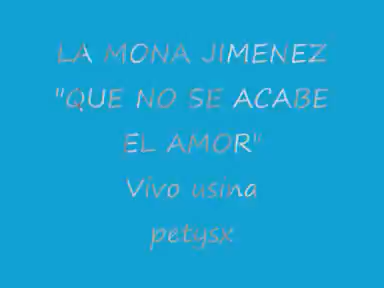 LA MONA JIMENEZ
"QUE NO SE ACABE
EL AMOR"
Vivo usina
petysx